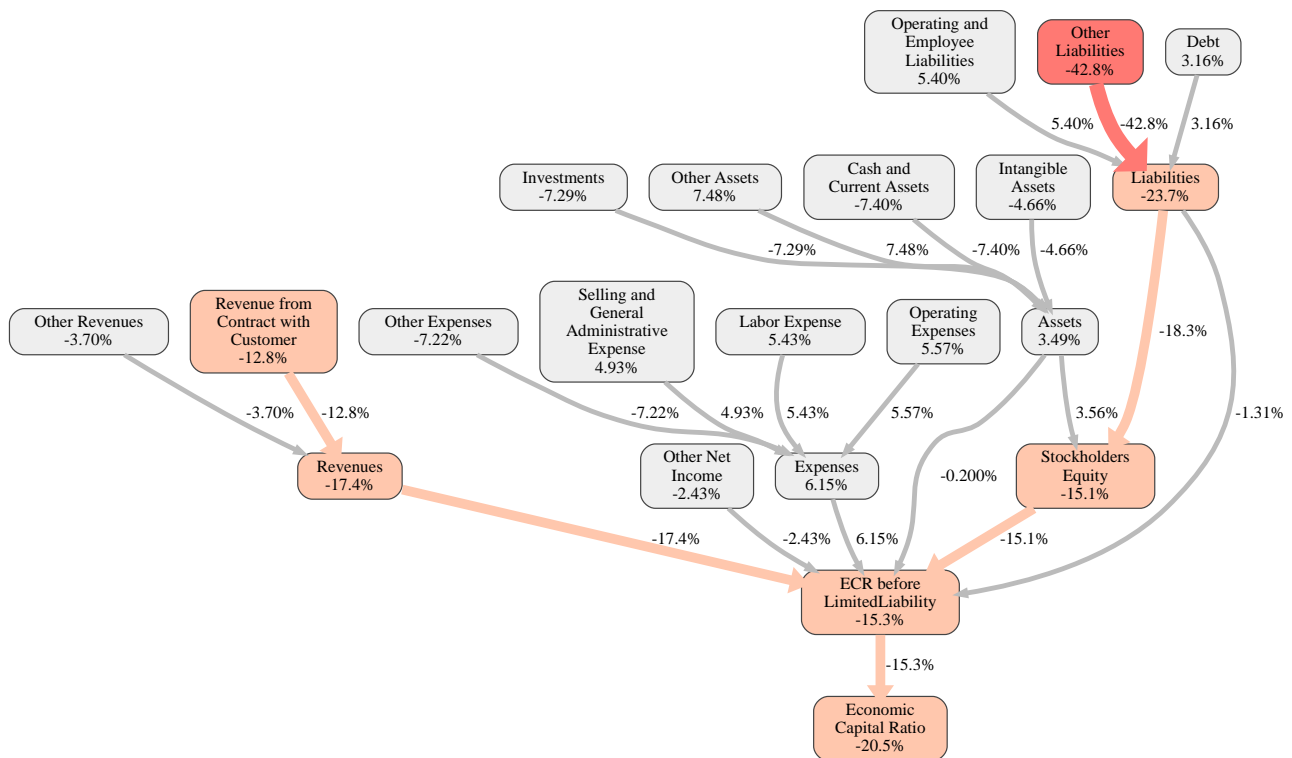 Operating and
Employee
Liabilities
5.40%
Other
Liabilities
-42.8%
Debt
3.16%
5.40%
-42.8%
3.16%
Investments
-7.29%
Other Assets
7.48%
Cash and
Current Assets
-7.40%
Intangible
Assets
-4.66%
Liabilities
-23.7%
-7.29%
7.48%
-7.40%
-4.66%
Other Revenues
-3.70%
Revenue from
Contract with
Customer
-12.8%
Other Expenses
-7.22%
Selling and
General
Administrative
Expense
4.93%
Labor Expense
5.43%
Operating
Expenses
5.57%
Assets
3.49%
-18.3%
-3.70%
-12.8%
-7.22%
4.93%
5.43%
5.57%
3.56%
-1.31%
Revenues
-17.4%
Other Net
Income
-2.43%
Expenses
6.15%
-0.200%
Stockholders
Equity
-15.1%
-17.4%
-2.43%
6.15%
-15.1%
ECR before
LimitedLiability
-15.3%
-15.3%
Economic
Capital Ratio
-20.5%